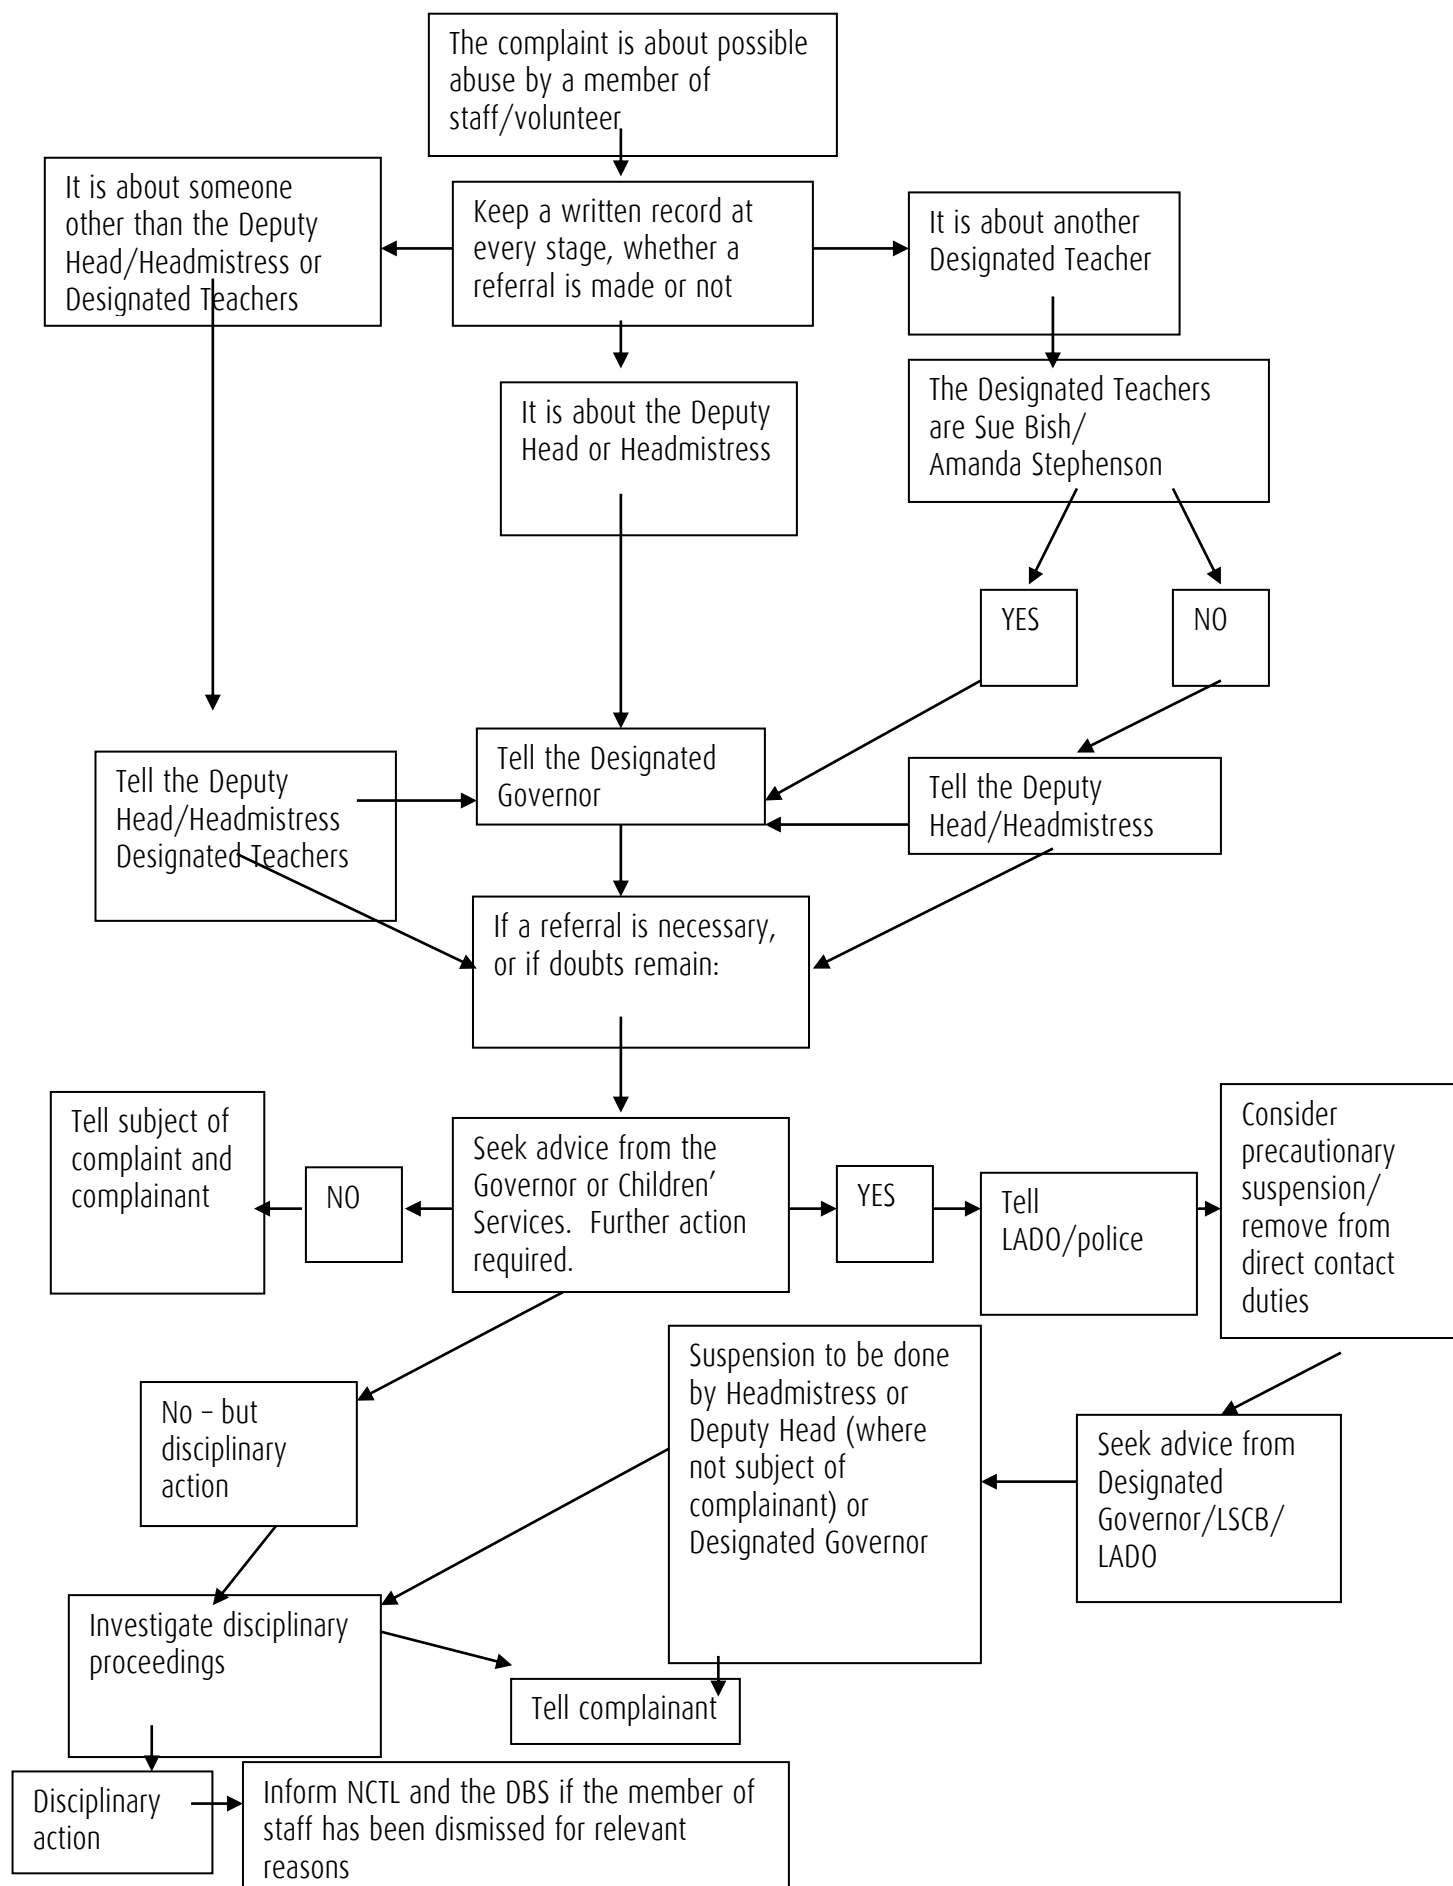 The complaint is about possible
abuse by a member of
staff/volunteer
It is about someone
other than the Deputy
Head/Headmistress or
Designated Teachers
Keep a written record at
every stage, whether a
referral is made or not
It is about another
Designated Teacher
It is about the Deputy
Head or Headmistress
The Designated Teachers
are Sue Bish/
Amanda Stephenson
YES
NO
Tell the Deputy
Head/Headmistress
Designated Teachers
Tell the Designated
Governor
Tell the Deputy
Head/Headmistress
If a referral is necessary,
or if doubts remain:
Tell subject of
complaint and
complainant
NO
Seek advice from the
Governor or Children'
Services.  Further action
required.
YES
Tell
LADO/police
Consider
precautionary
suspension/
remove from
direct contact
duties
No – but
disciplinary
action
Suspension to be done
by Headmistress or
Deputy Head (where
not subject of
complainant) or
Designated Governor
Seek advice from
Designated
Governor/LSCB/
LADO
Investigate disciplinary
proceedings
Tell complainant
Disciplinary
action
Inform NCTL and the DBS if the member of
staff has been dismissed for relevant
reasons